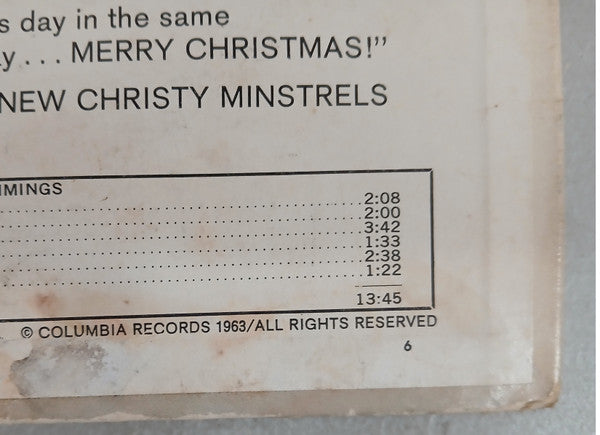 s day in the same
y . . . MERRY CHRISTMAS!”
NEW CHRISTY MINSTRELS
IMINGS
2:08
2:00
3:42
1:33
2:38
1:22
13:45
© COLUMBIA RECORDS 1963/ALL RIGHTS RESERVED
6